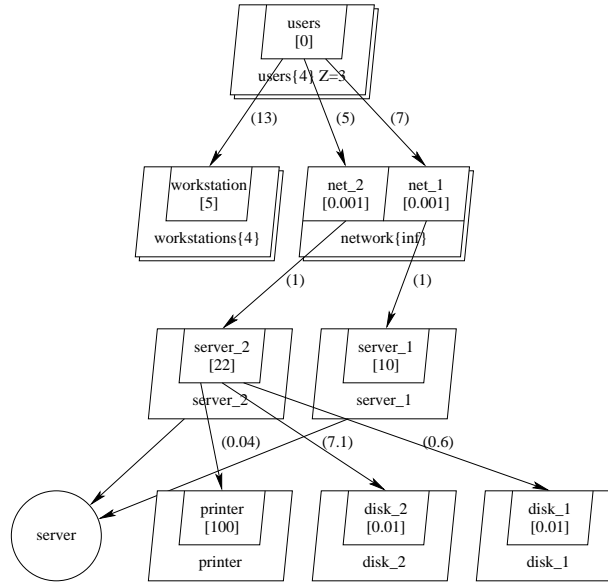 users
[0]
users{4} Z=3
(13)
(5)
(7)
workstation
[5]
workstations{4}
net_2
[0.001]
net_1
[0.001]
network{inf}
(1)
(1)
server_2
[22]
server_2
server_1
[10]
server_1
(0.04)
(7.1)
(0.6)
server
printer
[100]
printer
disk_2
[0.01]
disk_2
disk_1
[0.01]
disk_1